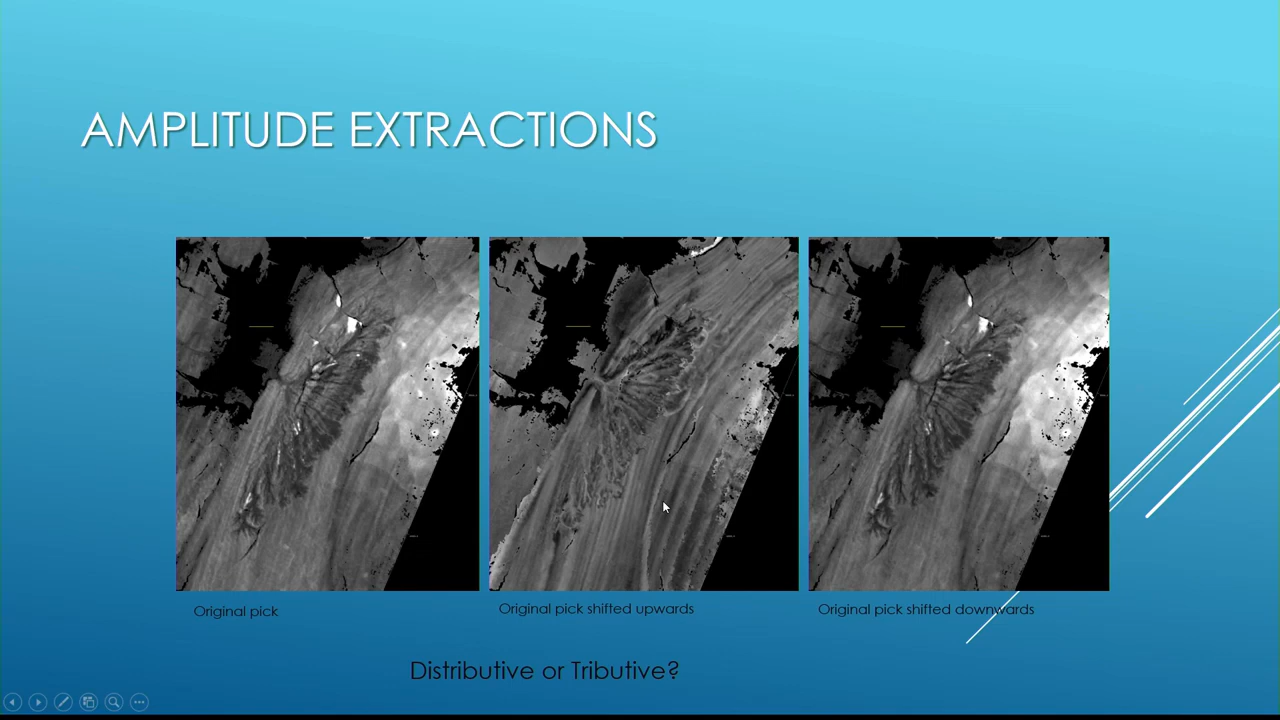 AMPLITUDE EXTRACTIONS
Original pick
Original pick shifted upwards
Original pick shifted downwards
Distributive or Tributive?